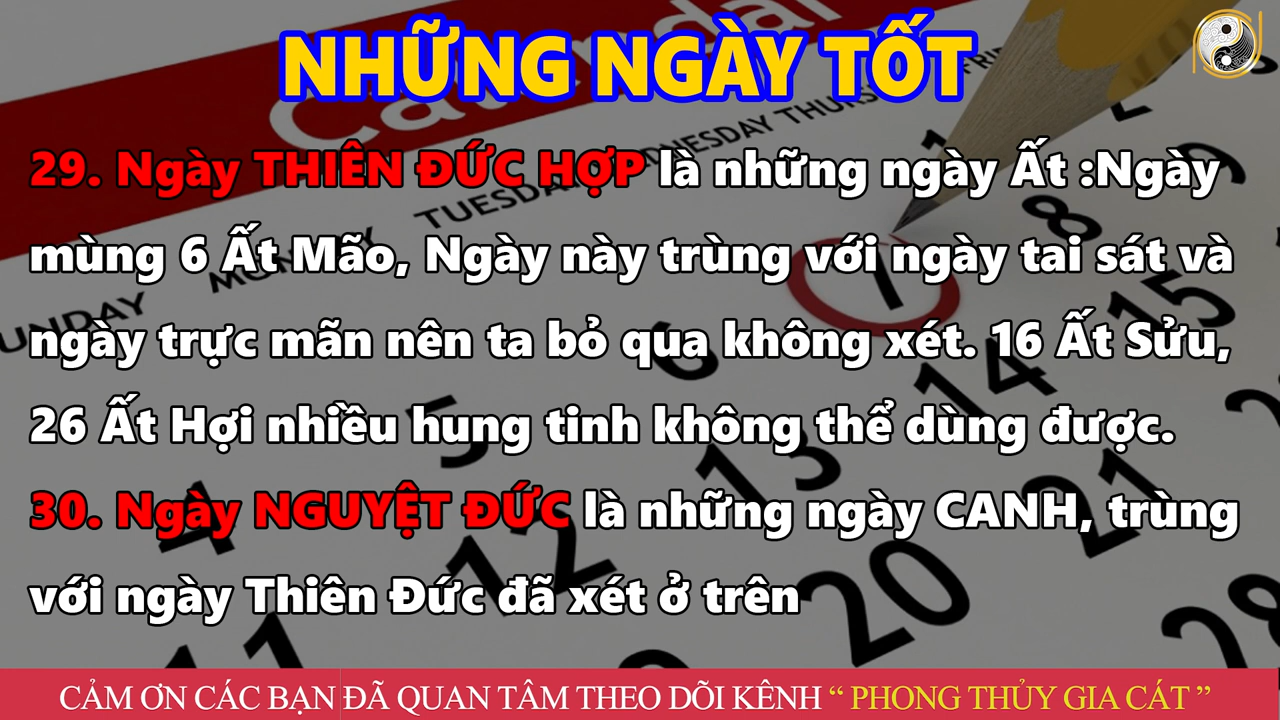 NHỮNG NGÀY TỐT
29. Ngày THIÊN ĐỨC HỢP là những ngày Ất :Ngày
mùng 6 Ất Mão, Ngày này trùng với ngày tai sát và
ngày trực mãn nên ta bỏ qua không xét. 16 Ất Sửu,
26 Ất Hợi nhiều hung tinh không thể dùng được.
30. Ngày NGUYỆT ĐỨC là những ngày CANH, trùng
với ngày Thiên Đức đã xét ở trên
CẢM ƠN CÁC BẠN ĐÃ QUAN TÂM THEO DÕI KÊNH “ PHONG THỦY GIA CÁT ”